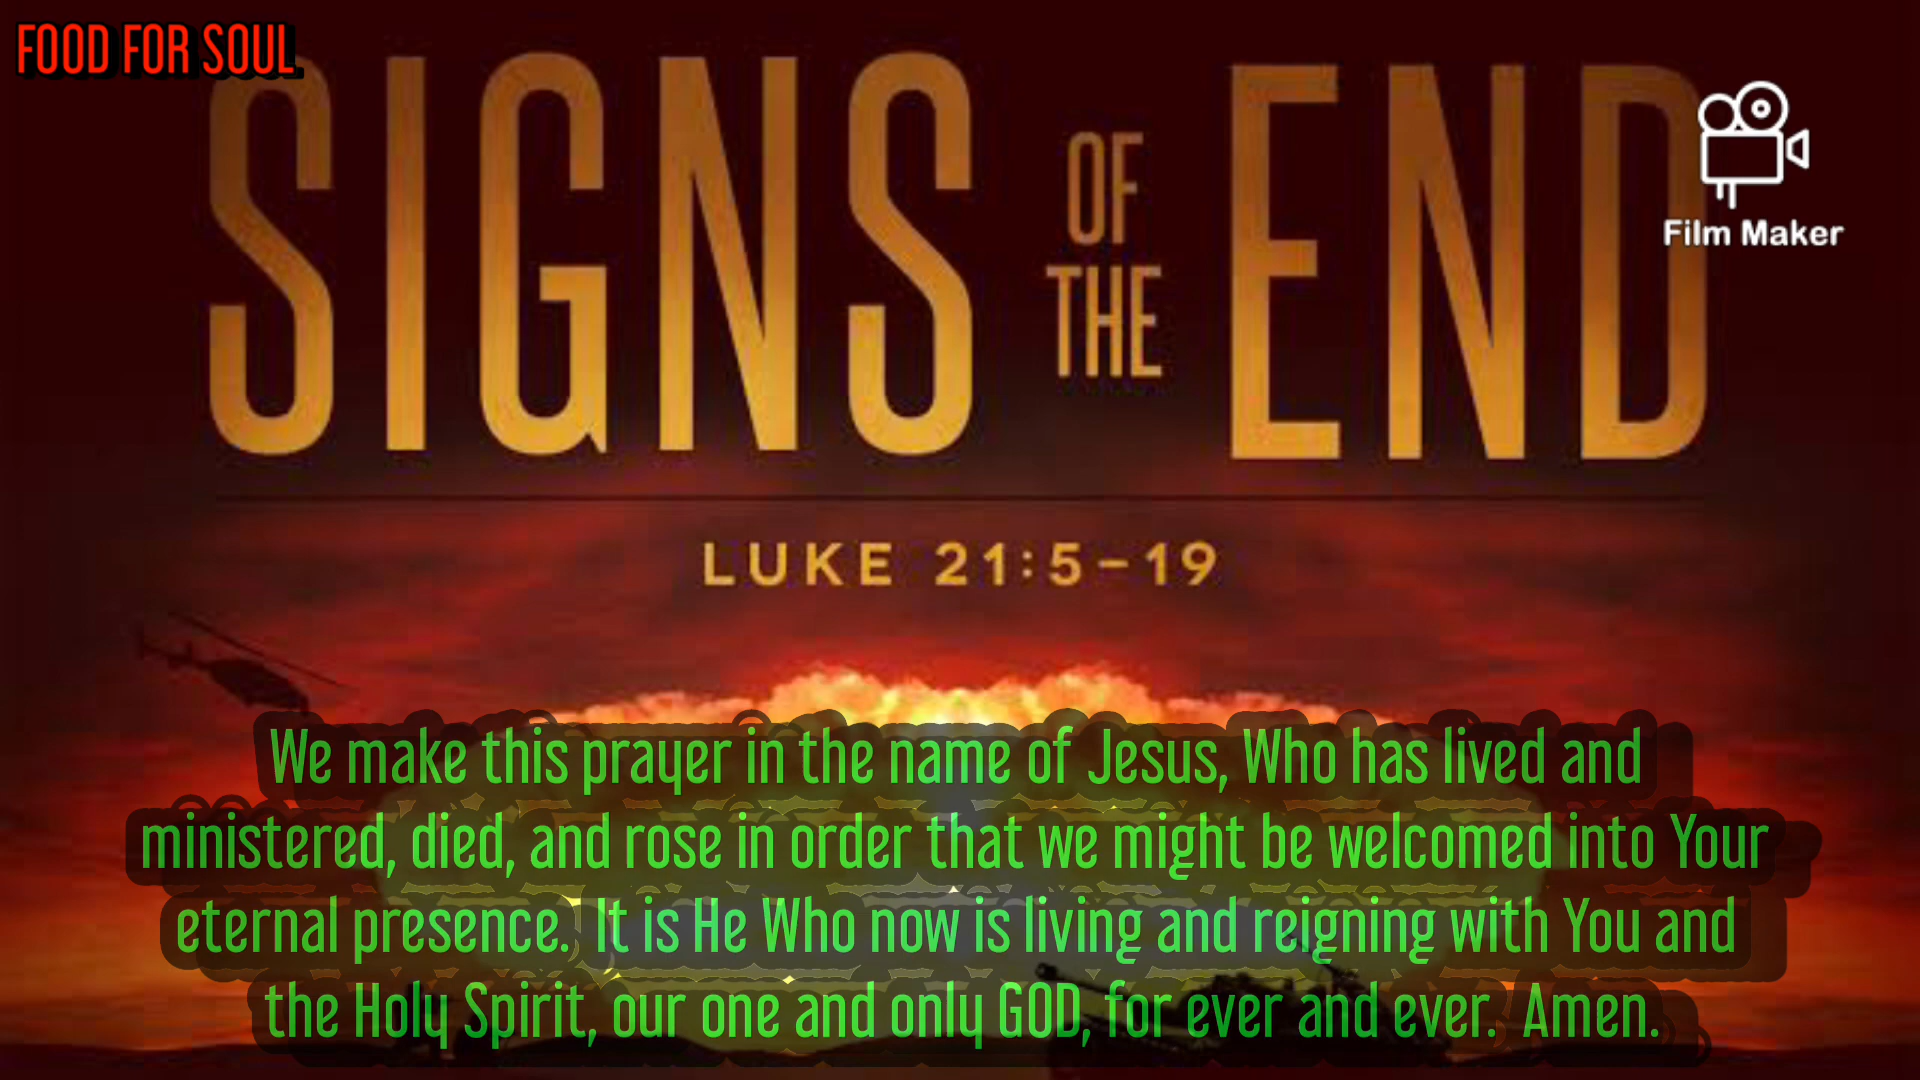 FOOD FOR SOUL
SIGNS OF THE END
Film Maker
LUKE 21:5-19
We make this prayer in the name of Jesus, Who has lived and
ministered, died, and rose in order that we might be welcomed into Your
eternal presence. It is He Who now is living and reigning with You and
the Holy Spirit, our one and only GOD, for ever and ever. Amen.